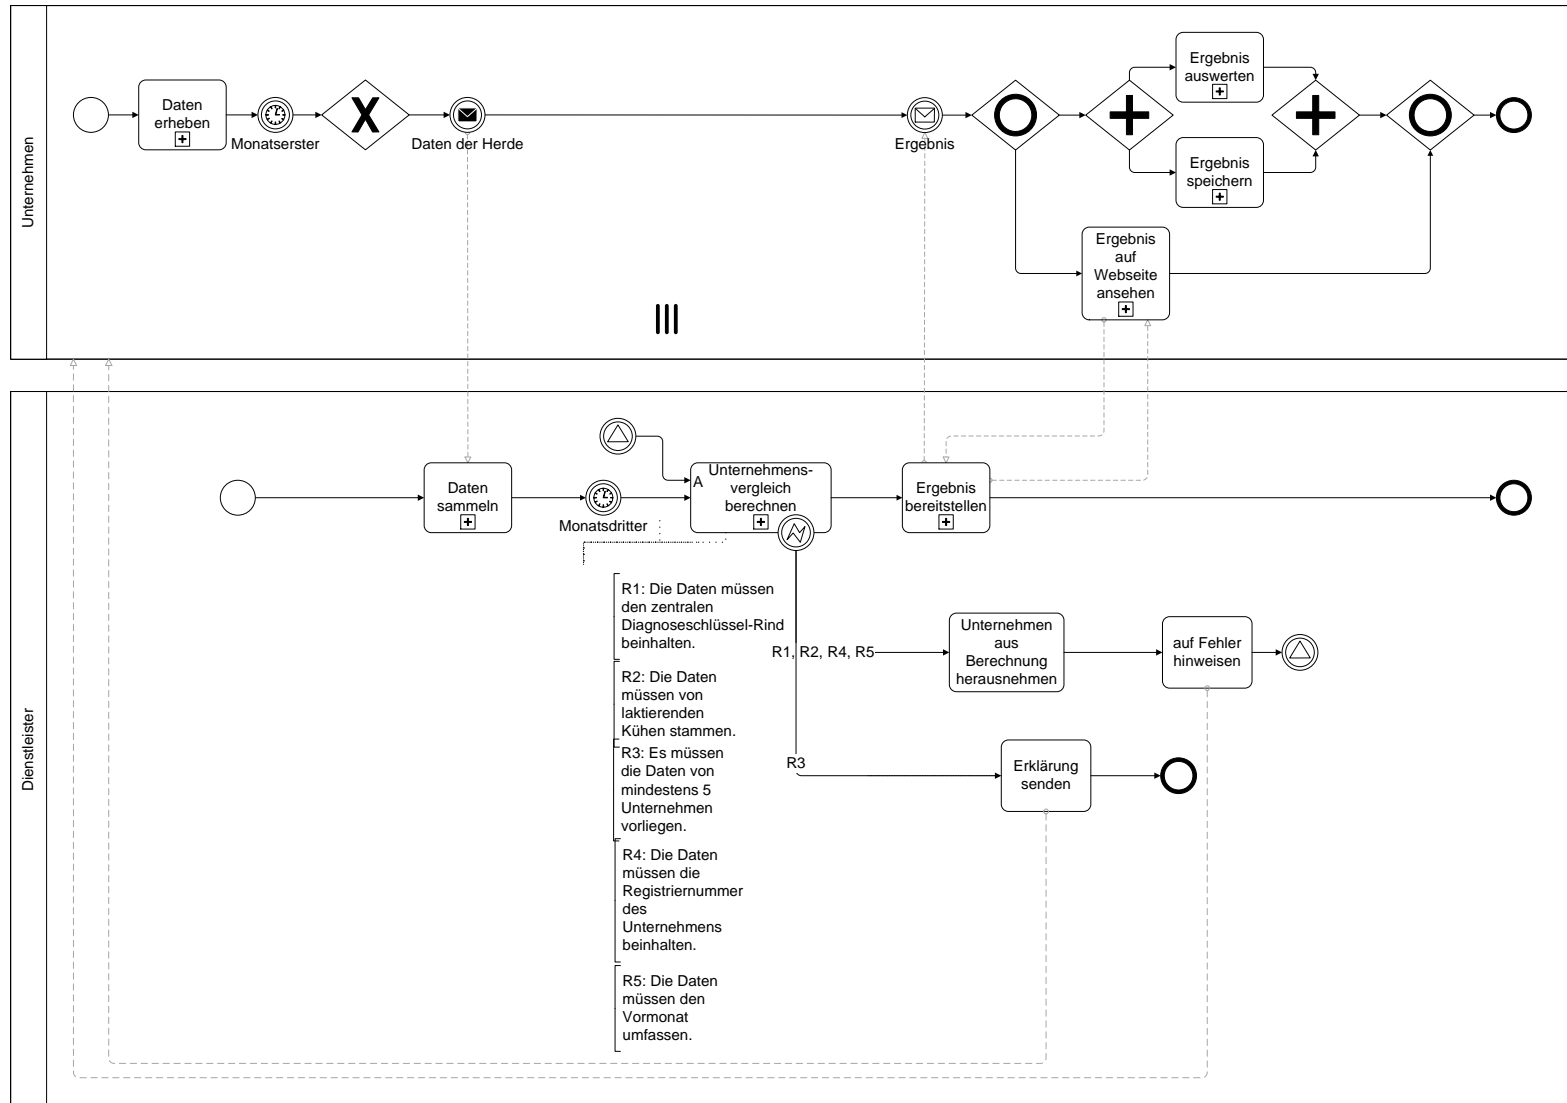 Unternehmen
Daten
erheben
Monatserster
X
Daten der Herde
Ergebnis
Ergebnis
auswerten
Ergebnis
speichern
Ergebnis
auf
Webseite
ansehen
Dienstleister
Daten
sammeln
Monatsdritter
A
Unternehmens-
vergleich
berechnen
Ergebnis
bereitstellen
R1: Die Daten müssen
den zentralen
Diagnoseschlüssel-Rind
beinhalten.
R2: Die Daten
müssen von
laktierenden
Kühen stammen.
R3: Es müssen
die Daten von
mindestens 5
Unternehmen
vorliegen.
R4: Die Daten
müssen die
Registriernummer
des
Unternehmens
beinhalten.
R5: Die Daten
müssen den
Vormonat
umfassen.
R1, R2, R4, R5
Unternehmen
aus
Berechnung
herausnehmen
auf Fehler
hinweisen
R3
Erklärung
senden